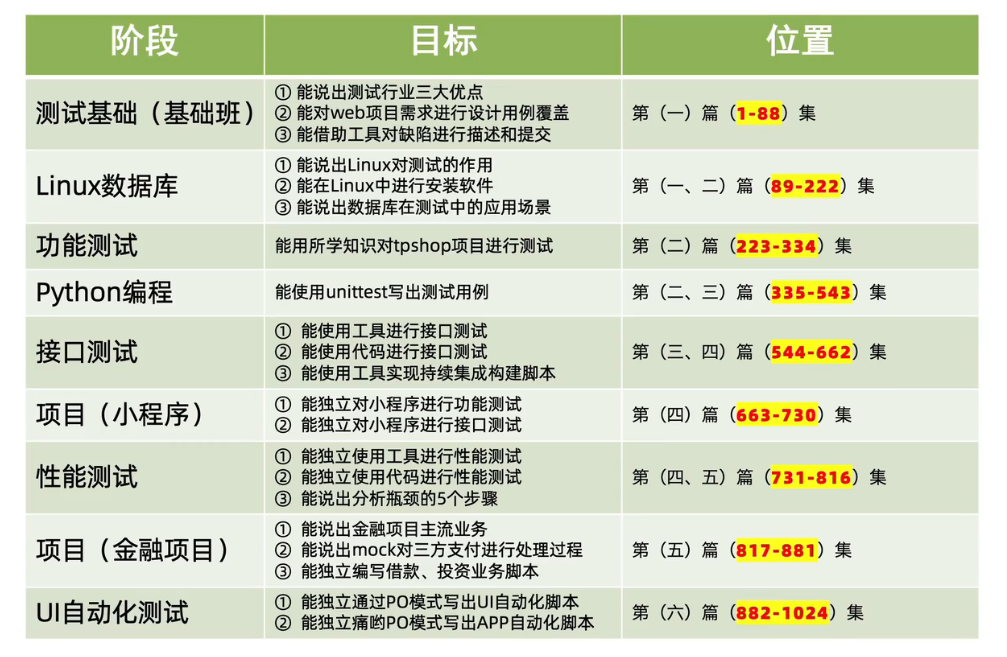 阶段 目标 位置
测试基础（基础班）
① 能说出测试行业三大优点
② 能对web项目需求进行设计用例覆盖
③ 能借助工具对缺陷进行描述和提交
第（一）篇（1-88）集
Linux数据库
① 能说出Linux对测试的作用
② 能在Linux中进行安装软件
③ 能说出数据库在测试中的应用场景
第（一、二）篇（89-222）集
功能测试
能用所学知识对tpshop项目进行测试
第（二）篇（223-334）集
Python编程
能使用unittest写出测试用例
第（二、三）篇（335-543）集
接口测试
① 能使用工具进行接口测试
② 能使用代码进行接口测试
③ 能使用工具实现持续集成构建脚本
第（三、四）篇（544-662）集
项目（小程序）
① 能独立对小程序进行功能测试
② 能独立对小程序进行接口测试
第（四）篇（663-730）集
性能测试
① 能独立使用工具进行性能测试
② 能独立使用代码进行性能测试
③ 能说出分析瓶颈的5个步骤
第（四、五）篇（731-816）集
项目（金融项目）
① 能说出金融项目主流业务
② 能说出mock对三方支付进行处理过程
③ 能独立编写借款、投资业务脚本
第（五）篇（817-881）集
UI自动化测试
① 能独立通过PO模式写出UI自动化脚本
② 能独立痛哟PO模式写出APP自动化脚本
第（六）篇（882-1024）集